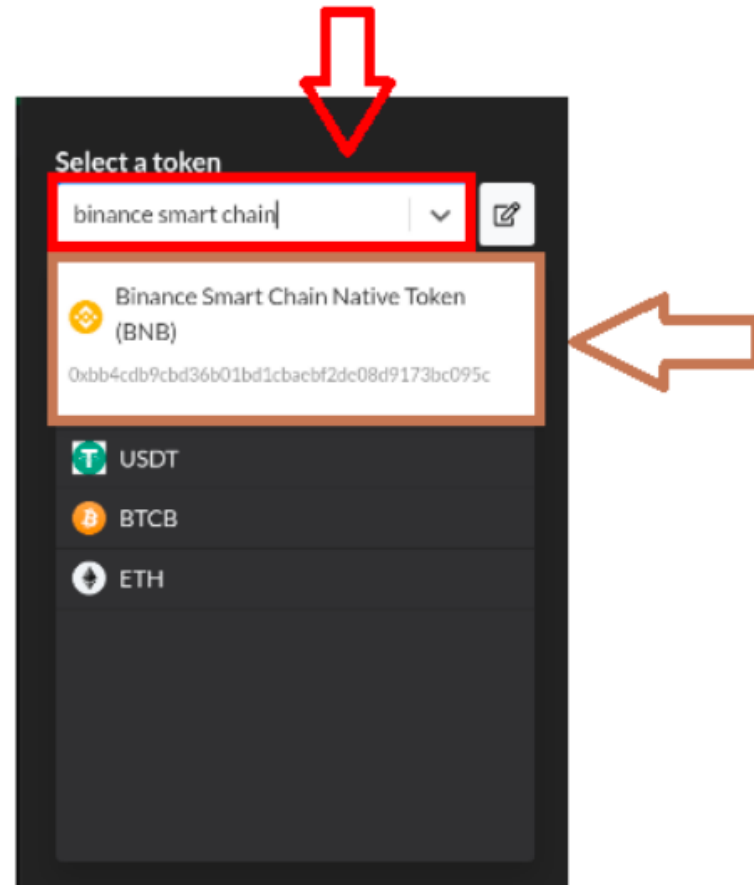 Select a token
binance smart chain
Binance Smart Chain Native Token
(BNB)
0xbb4cdb9cbd36b01bd1cbaebf2de08d9173bc095c
USDT
BTCB
ETH